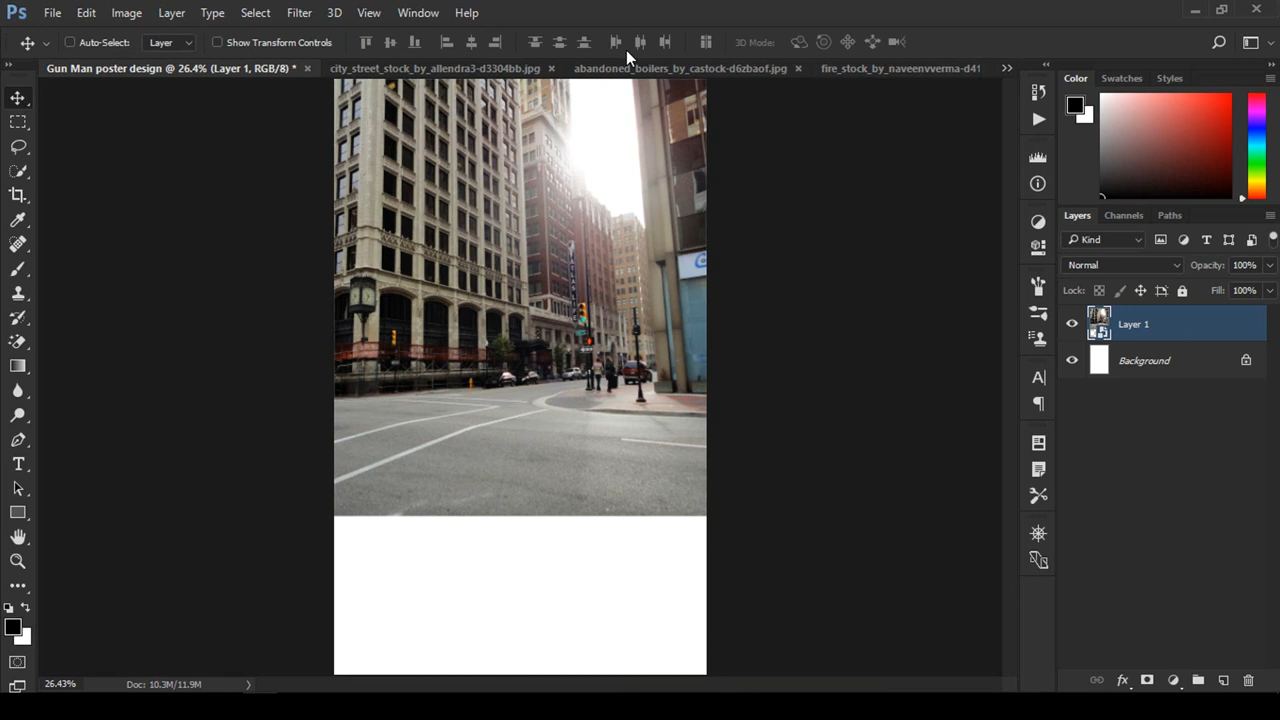 Ps File Edit Image Layer Type Select Filter 3D View Window Help
Auto-Select: Layer Show Transform Controls 3D Mode:
Gun Man poster design @ 26.4% (Layer 1, RGB/8) * city_street_stock_by_allendra3-d3304bb.jpg abandoned_boilers_by_castock-d6zbaof.jpg fire_stock_by_naveenvverma-d41
Color Swatches Styles
Layers Channels Paths
Kind
Normal Opacity: 100%
Lock: Fill: 100%
Layer 1
Background
26.43% Doc: 10.3M/11.9M
fx